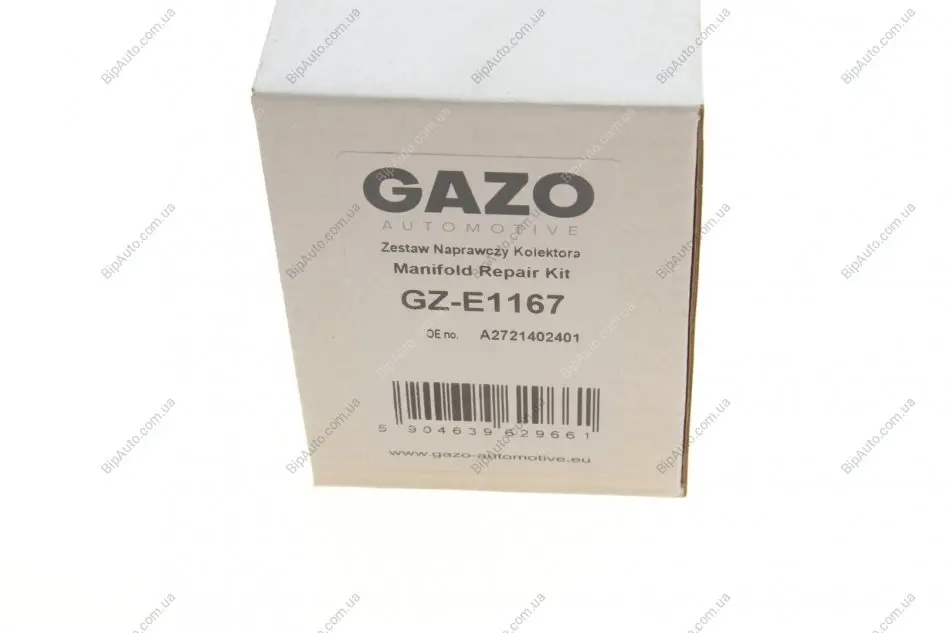 GAZO
AUTOMOTIVE
Zestaw Naprawczy Kolektora
Manifold Repair Kit
GZ-E1167
OE no. A2721402401
5 904639 629661
www.gazo-automotive.eu
BipAuto.com.ua